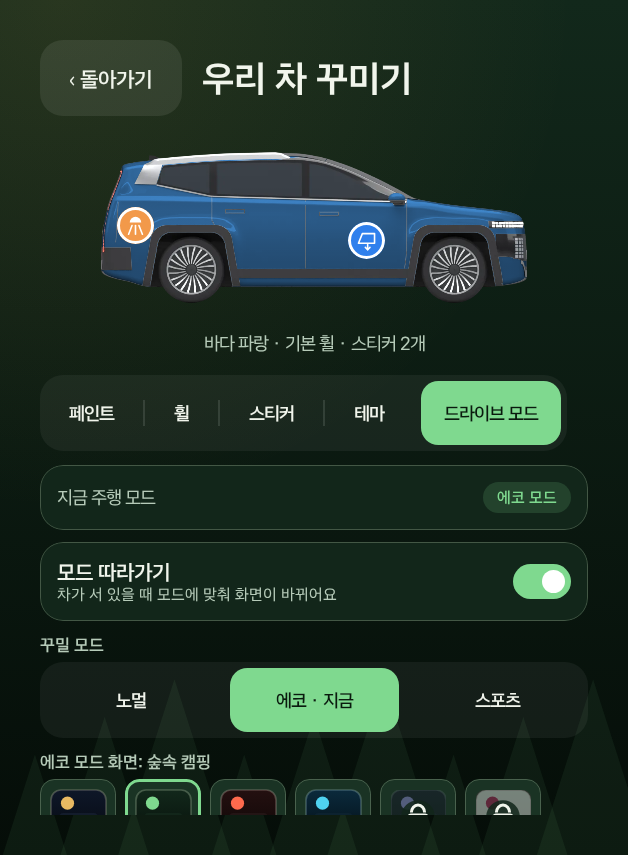 ‹ 돌아가기
우리 차 꾸미기
바다 파랑 · 기본 휠 · 스티커 2개
페인트
휠
스티커
테마
드라이브 모드
지금 주행 모드
에코 모드
모드 따라가기
차가 서 있을 때 모드에 맞춰 화면이 바뀌어요
꾸밀 모드
노멀
에코 · 지금
스포츠
에코 모드 화면: 숲속 캠핑